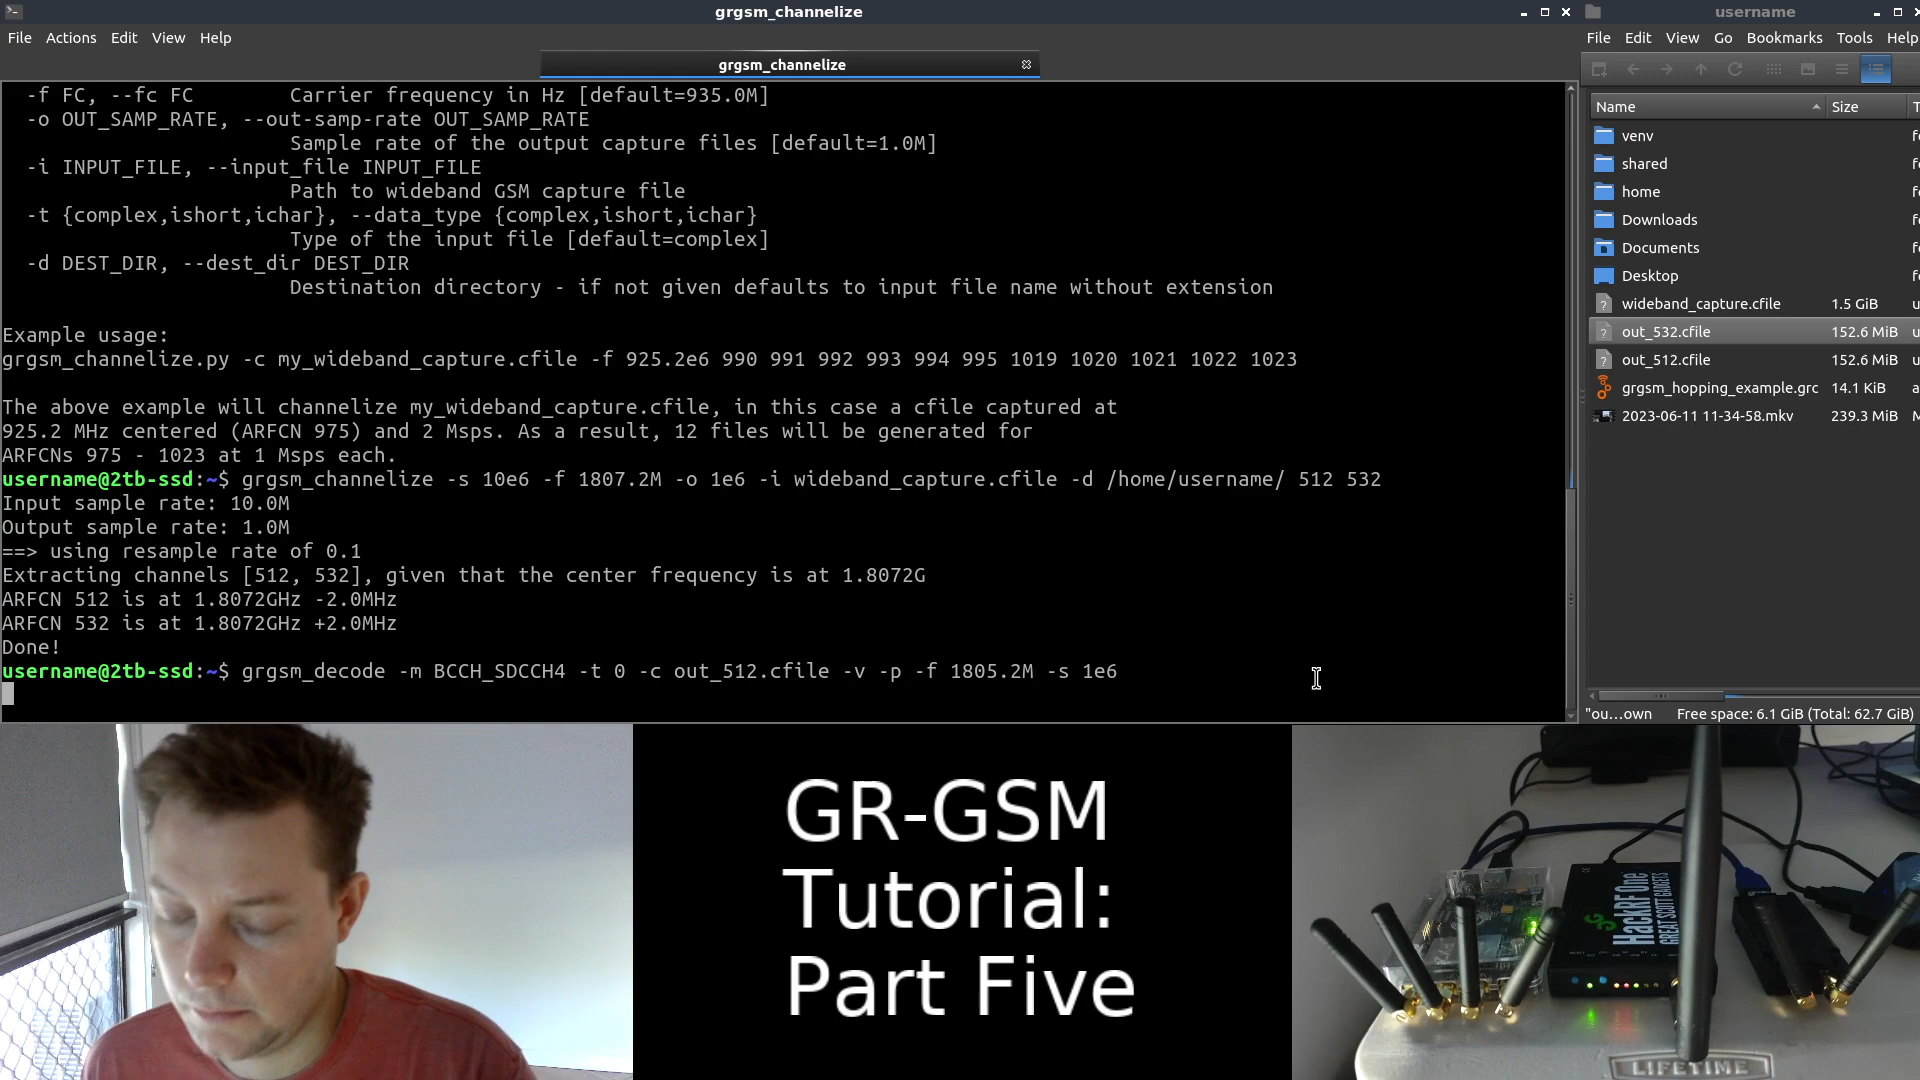 grgsm_channelize
File Actions Edit View Help
grgsm_channelize
-f FC, --fc FC Carrier frequency in Hz [default=935.0M]
-o OUT_SAMP_RATE, --out-samp-rate OUT_SAMP_RATE
Sample rate of the output capture files [default=1.0M]
-i INPUT_FILE, --input_file INPUT_FILE
Path to wideband GSM capture file
-t {complex,ishort,ichar}, --data_type {complex,ishort,ichar}
Type of the input file [default=complex]
-d DEST_DIR, --dest_dir DEST_DIR
Destination directory - if not given defaults to input file name without extension
Example usage:
grgsm_channelize.py -c my_wideband_capture.cfile -f 925.2e6 990 991 992 993 994 995 1019 1020 1021 1022 1023
The above example will channelize my_wideband_capture.cfile, in this case a cfile captured at
925.2 MHz centered (ARFCN 975) and 2 Msps. As a result, 12 files will be generated for
ARFCNs 975 - 1023 at 1 Msps each.
username@2tb-ssd:~$ grgsm_channelize -s 10e6 -f 1807.2M -o 1e6 -i wideband_capture.cfile -d /home/username/ 512 532
Input sample rate: 10.0M
Output sample rate: 1.0M
==> using resample rate of 0.1
Extracting channels [512, 532], given that the center frequency is at 1.8072G
ARFCN 512 is at 1.8072GHz -2.0MHz
ARFCN 532 is at 1.8072GHz +2.0MHz
Done!
username@2tb-ssd:~$ grgsm_decode -m BCCH_SDCCH4 -t 0 -c out_512.cfile -v -p -f 1805.2M -s 1e6
username
File Edit View Go Bookmarks Tools Help
Name Size T
venv f
shared f
home f
Downloads f
Documents f
Desktop f
wideband_capture.cfile 1.5 GiB u
out_532.cfile 152.6 MiB u
out_512.cfile 152.6 MiB u
grgsm_hopping_example.grc 14.1 KiB a
2023-06-11 11-34-58.mkv 239.3 MiB M
"ou...own Free space: 6.1 GiB (Total: 62.7 GiB)
GR-GSM
Tutorial:
Part Five
HackRF One
GREAT SCOTT GADGETS
LIFETIME